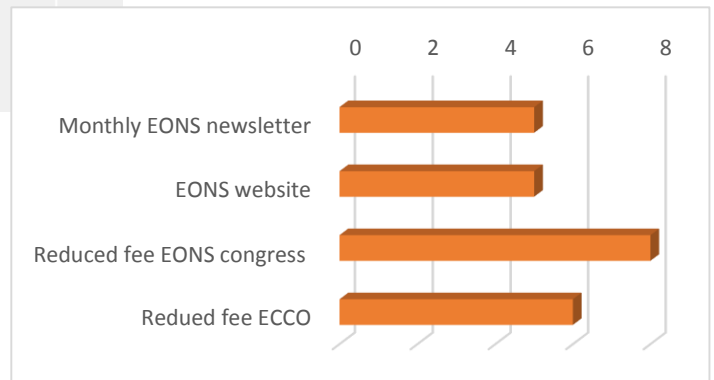 0 2 4 6 8
Monthly EONS newsletter
EONS website
Reduced fee EONS congress
Redued fee ECCO